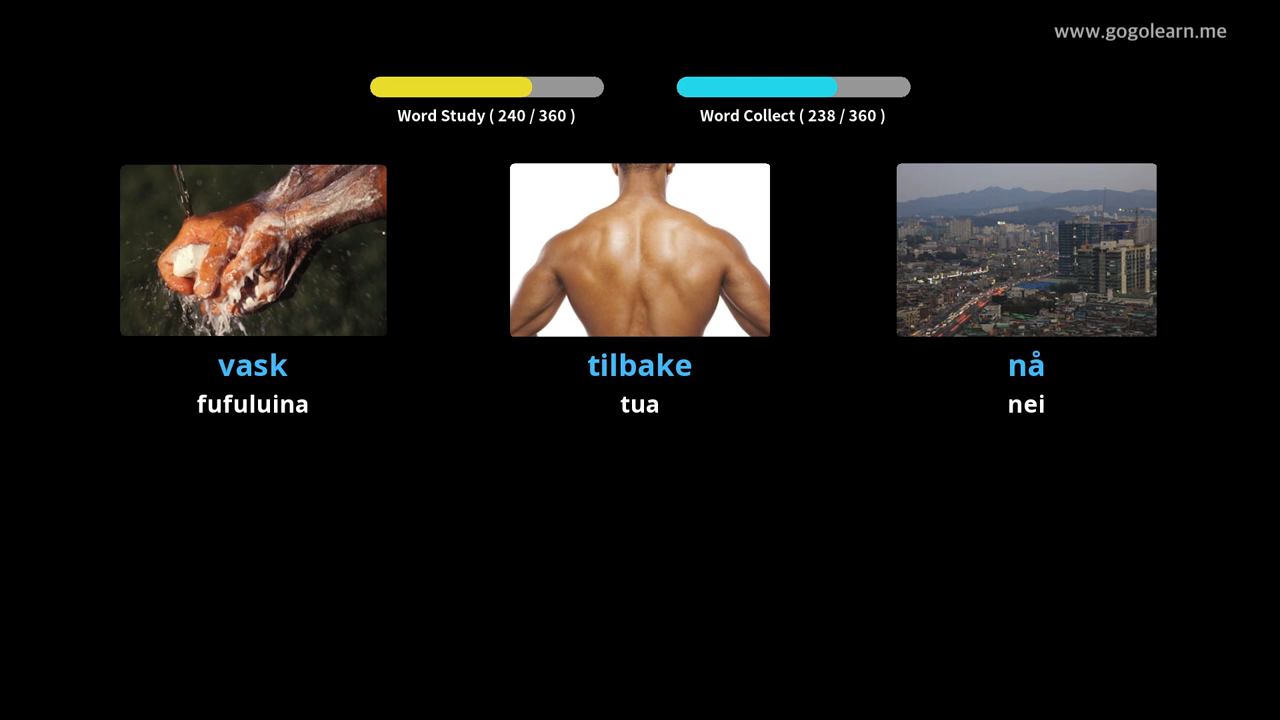 www.gogolearn.me
Word Study ( 240 / 360 )
Word Collect ( 238 / 360 )
vask
tilbake
nå
fufuluina
tua
nei